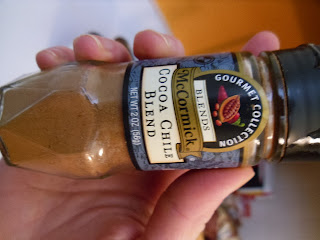 GOURMET COLLECTION
BLENDS
McCormick®
COCOA CHILE
BLEND
NET WT 2 OZ (56g)